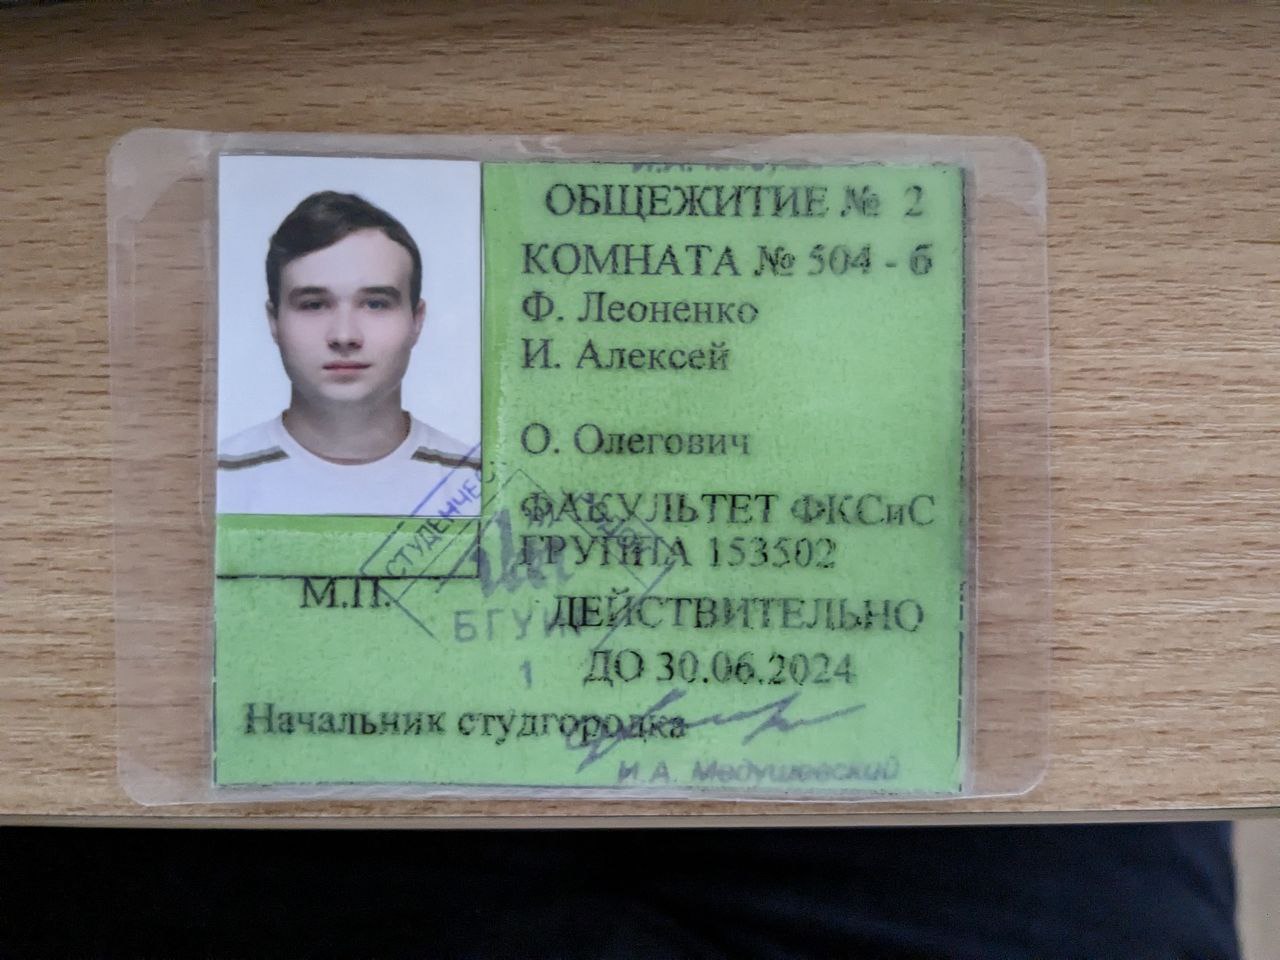 ОБЩЕЖИТИЕ № 2
КОМНАТА № 504 - б
Ф. Леоненко
И. Алексей
О. Олегович
ФАКУЛЬТЕТ ФКСиС
ГРУППА 153502
СТУДЕНЧЕС
М.П.
БГУИР
ДЕЙСТВИТЕЛЬНО
1
ДО 30.06.2024
Начальник студгородка
И.А.